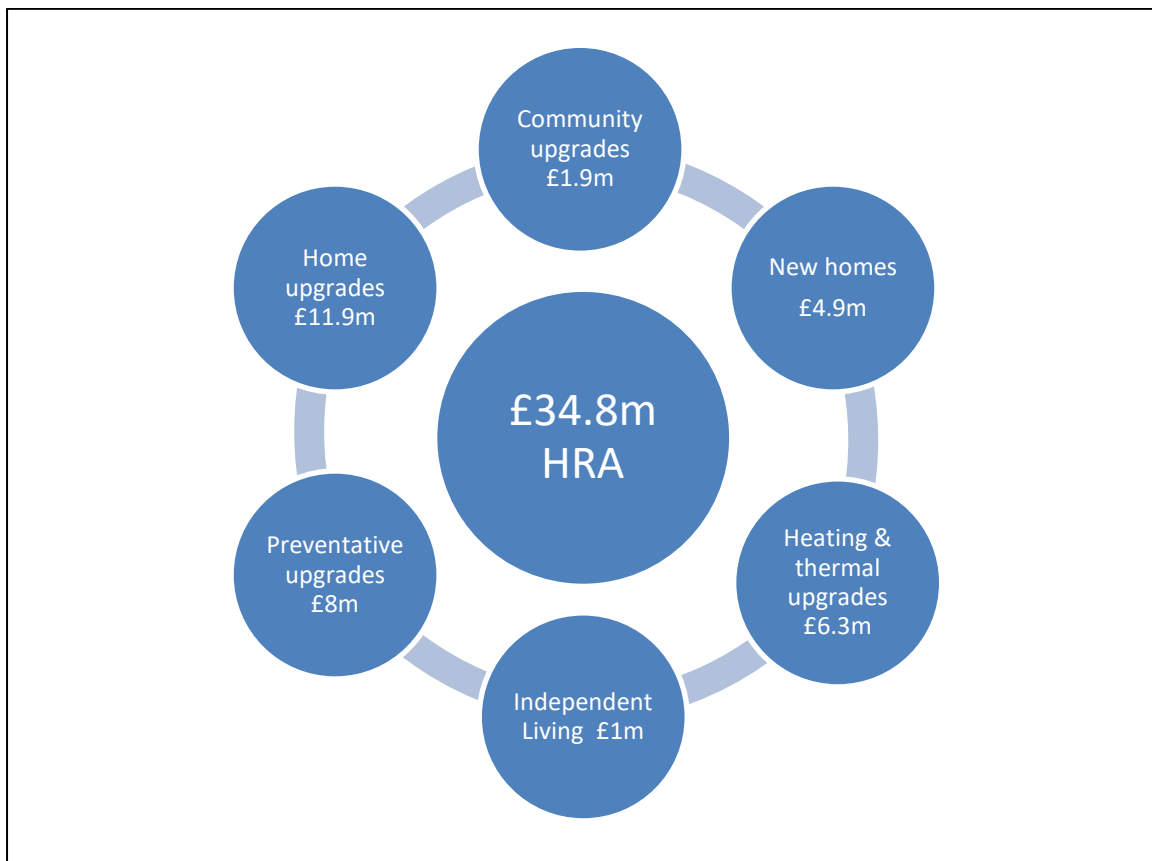 Community
upgrades
£1.9m
New homes
£4.9m
Heating &
thermal
upgrades
£6.3m
Independent
Living £1m
Preventative
upgrades
£8m
Home
upgrades
£11.9m
£34.8m
HRA